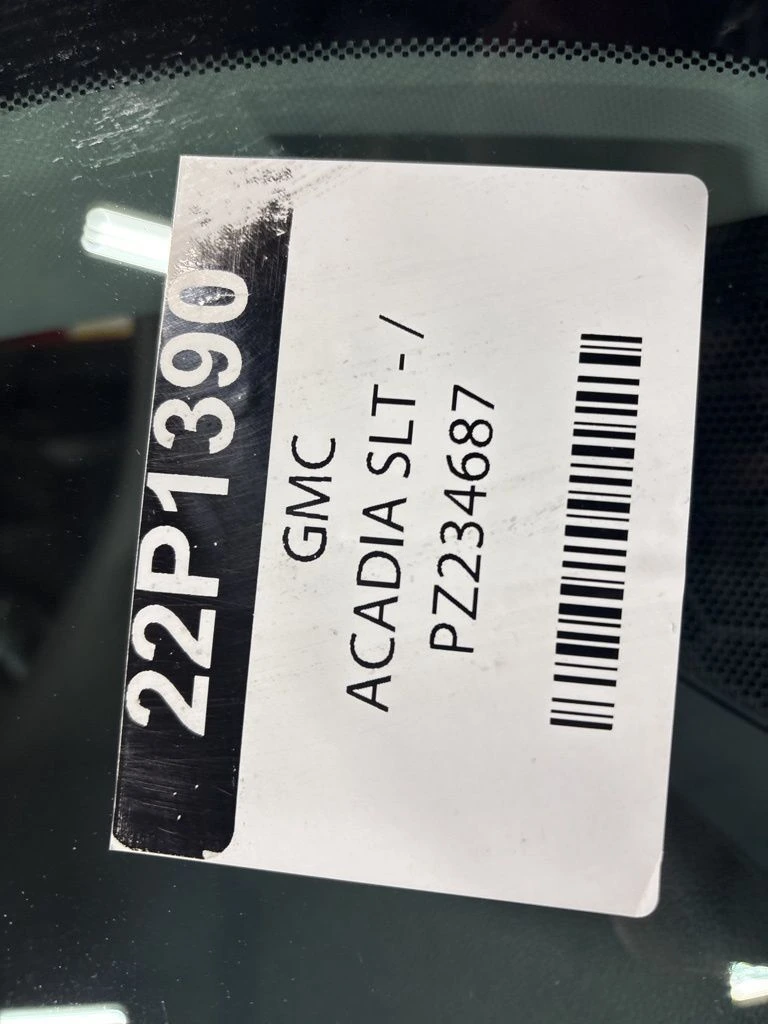 22P1390
GMC
ACADIA SLT - /
PZ234687